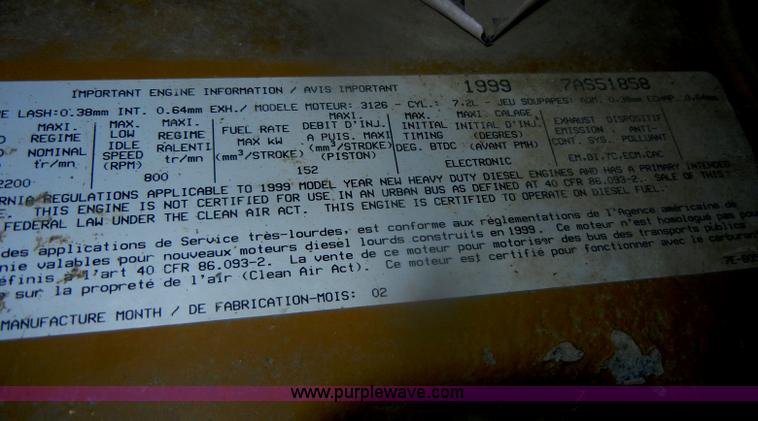 IMPORTANT ENGINE INFORMATION / AVIS IMPORTANT 1999 7AS51858
LASH:0.38mm INT. 0.64mm EXH./ MODELE MOTEUR: 3126 - CYL.: 7.2L - JEU SOUPAPES: ADM. 0.38mm ECHAP. 0.64mm
MAXI. MAX. MAXI. MAXI. MAX. MAXI CALAGE
REGIME LOW REGIME FUEL RATE DEBIT D'INJ. INITIAL INITIAL D'INJ. EXHAUST DISPOSITIF
NOMINAL IDLE RALENTI MAX kW A PUIS. MAXI TIMING (DEGRES) EMISSION ANTI-
tr/mn SPEED tr/mn (mm³/STROKE) (mm³/STROKE) DEG. BTDC (AVANT PMH) CONT. SYS. POLLUANT
(RPM) (PISTON)
2200 800 152 ELECTRONIC EM.DI.TC.ECM.CAC
REGULATIONS APPLICABLE TO 1999 MODEL YEAR NEW HEAVY DUTY DIESEL ENGINES AND HAS A PRIMARY INTENDED
THIS ENGINE IS NOT CERTIFIED FOR USE IN AN URBAN BUS AS DEFINED AT 40 CFR 86.093-2. SALE OF THIS
FEDERAL LAW UNDER THE CLEAN AIR ACT. THIS ENGINE IS CERTIFIED TO OPERATE ON DIESEL FUEL.
des applications de Service très-lourdes, est conforme aux règlementations de l'Agence américaine de
nie valables pour nouveaux moteurs diesel lourds construits en 1999. Ce moteur n'est homologué pas pour
éfinis à l'art 40 CFR 86.093-2. La vente de ce moteur pour motoriser des bus des transports publics
sur la propreté de l'air (Clean Air Act). Ce moteur est certifié pour fonctionner avec le carburant
MANUFACTURE MONTH / DE FABRICATION-MOIS: 02
www.purplewave.com